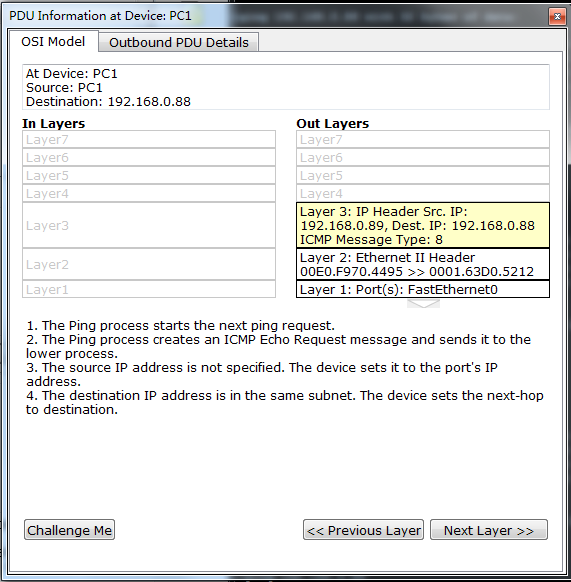 PDU Information at Device: PC1
OSI Model
Outbound PDU Details
At Device: PC1
Source: PC1
Destination: 192.168.0.88
In Layers
Layer7
Layer6
Layer5
Layer4
Layer3
Layer2
Layer1
Out Layers
Layer7
Layer6
Layer5
Layer4
Layer 3: IP Header Src. IP:
192.168.0.89, Dest. IP: 192.168.0.88
ICMP Message Type: 8
Layer 2: Ethernet II Header
00E0.F970.4495 >> 0001.63D0.5212
Layer 1: Port(s): FastEthernet0
1. The Ping process starts the next ping request.
2. The Ping process creates an ICMP Echo Request message and sends it to the
lower process.
3. The source IP address is not specified. The device sets it to the port's IP
address.
4. The destination IP address is in the same subnet. The device sets the next-hop
to destination.
Challenge Me
<< Previous Layer
Next Layer >>